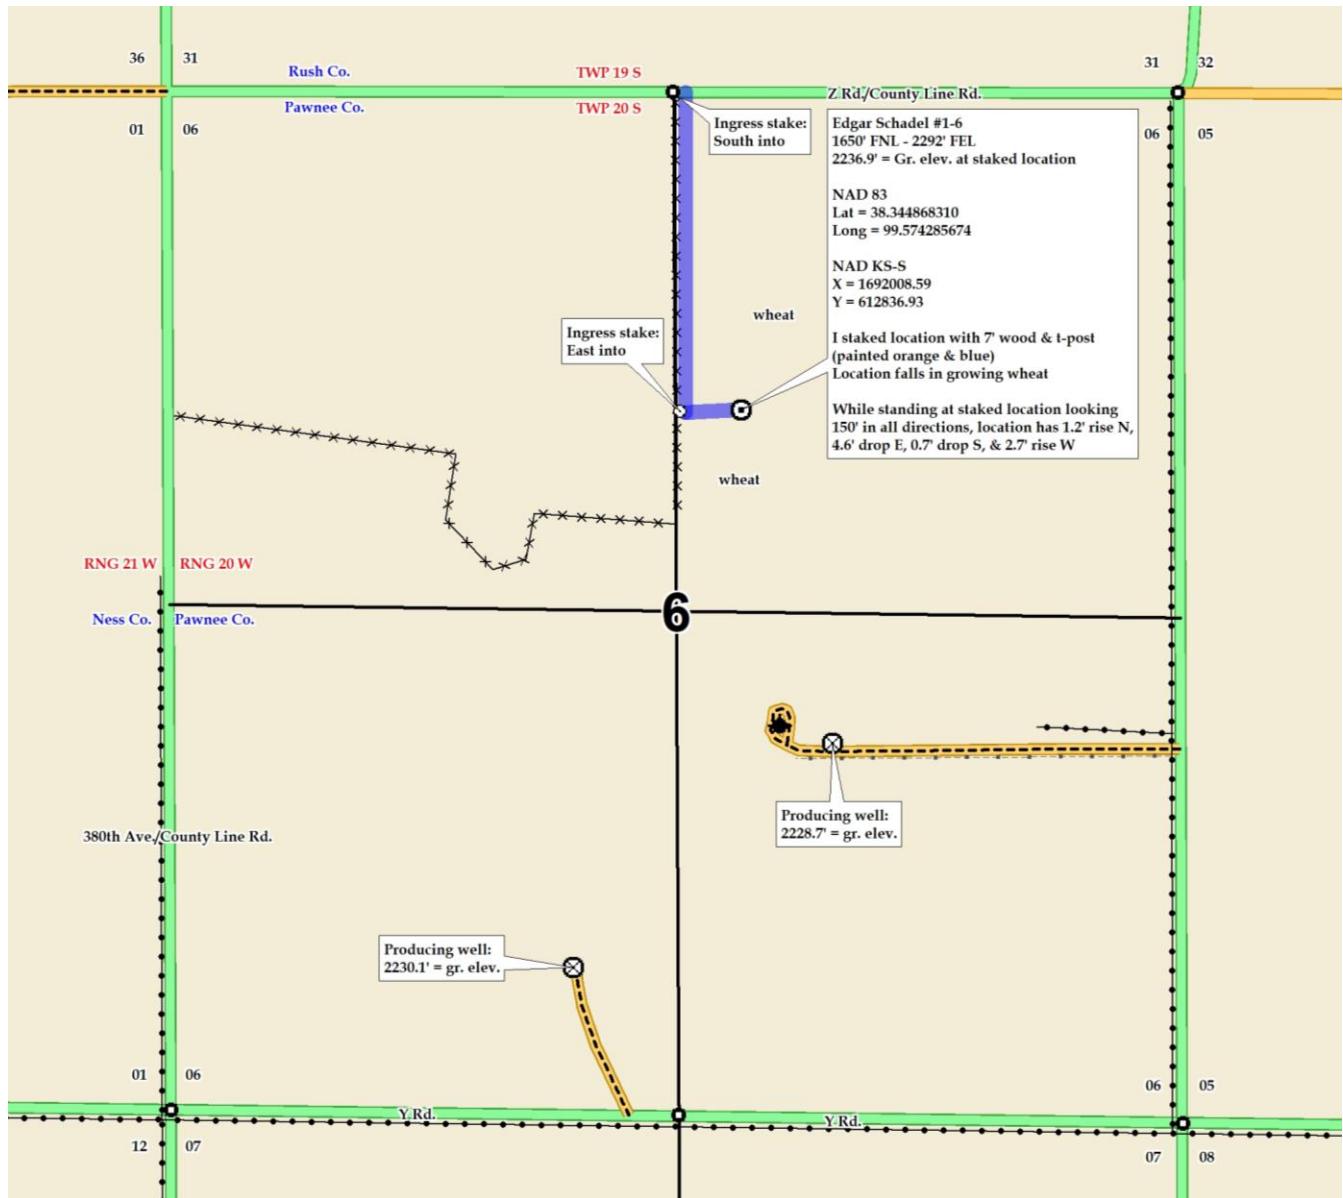 36 31
31 32
Rush Co.
TWP 19 S
Z Rd./County Line Rd.
Pawnee Co.
TWP 20 S
01 06
06 05
Ingress stake:
South into
Edgar Schadel #1-6
1650' FNL - 2292' FEL
2236.9' = Gr. elev. at staked location
NAD 83
Lat = 38.344868310
Long = 99.574285674
NAD KS-S
X = 1692008.59
Y = 612836.93
I staked location with 7' wood & t-post
(painted orange & blue)
Location falls in growing wheat
While standing at staked location looking
150' in all directions, location has 1.2' rise N,
4.6' drop E, 0.7' drop S, & 2.7' rise W
wheat
Ingress stake:
East into
wheat
RNG 21 W RNG 20 W
Ness Co. Pawnee Co.
6
Producing well:
2228.7' = gr. elev.
380th Ave./County Line Rd.
Producing well:
2230.1' = gr. elev.
01 06
06 05
Y Rd.
Y Rd.
12 07
07 08